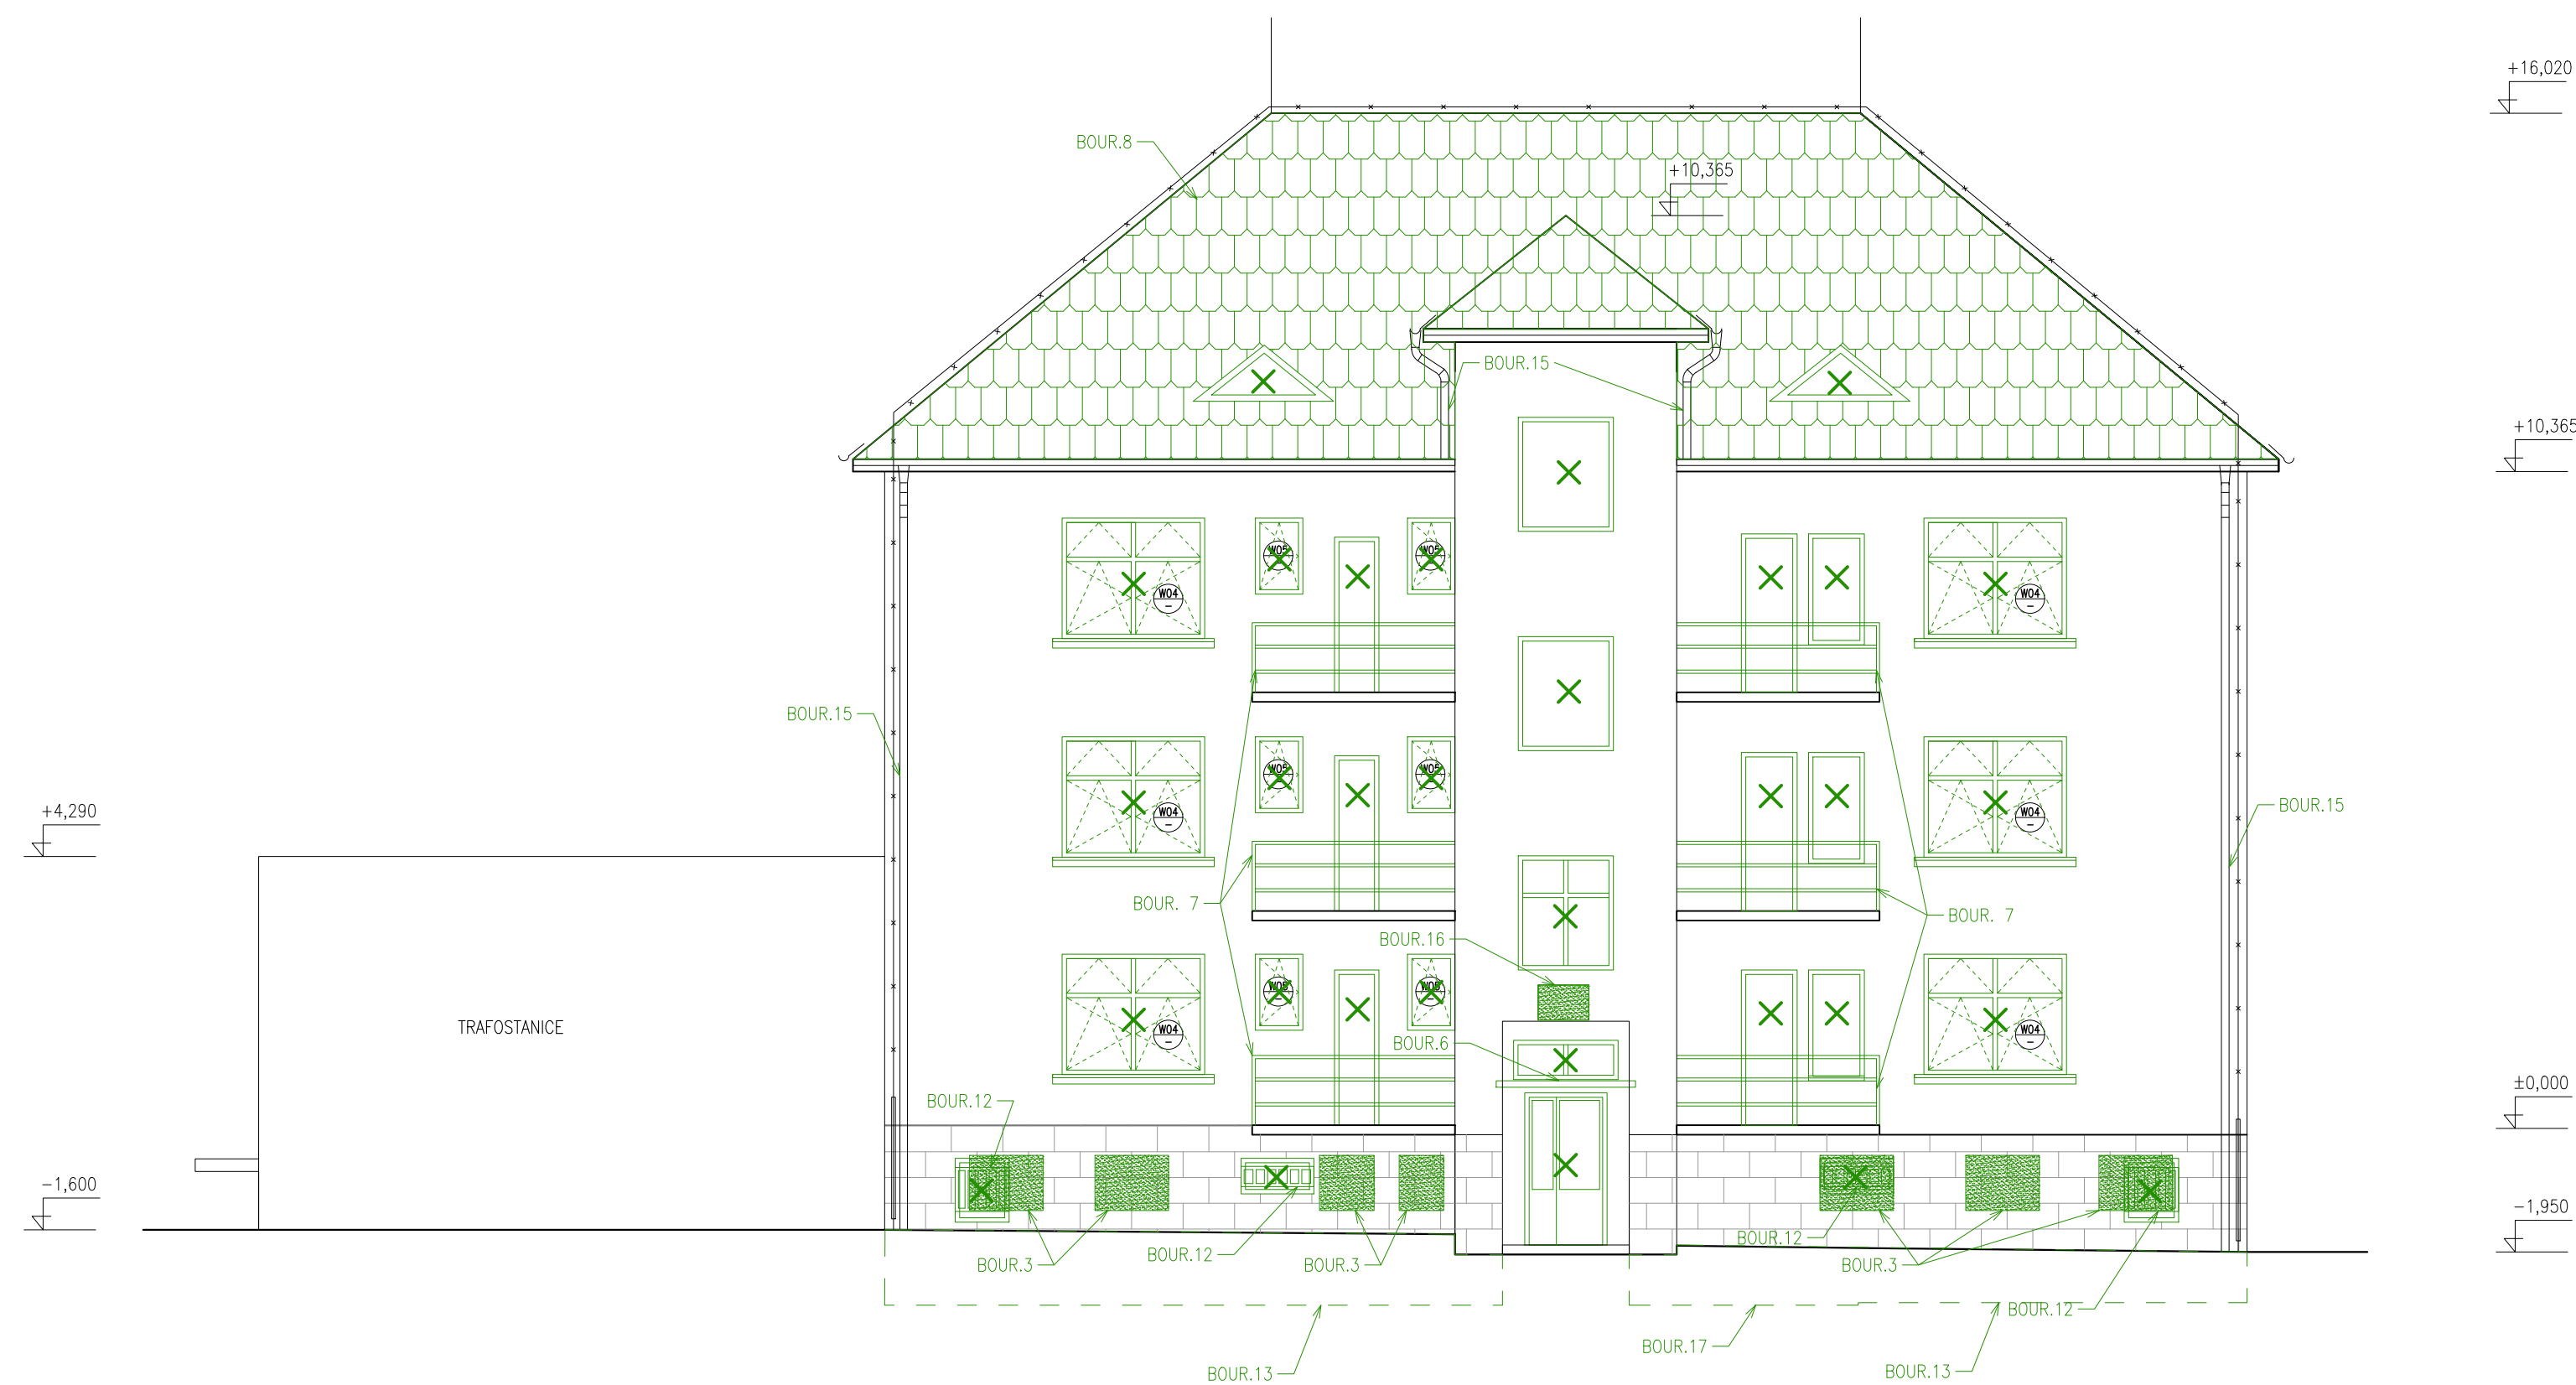 +16,020
BOUR.8
+10,365
BOUR.15
+10,365
W05
W05
W04
–
W04
–
BOUR.15
W05
W05
BOUR.15
+4,290
W04
–
W04
–
BOUR. 7
BOUR. 7
BOUR.16
W05
–
W05
–
TRAFOSTANICE
W04
–
W04
–
BOUR.6
±0,000
BOUR.12
-1,600
-1,950
BOUR.12
BOUR.12
BOUR.3
BOUR.3
BOUR.3
BOUR.12
BOUR.17
BOUR.13
BOUR.13